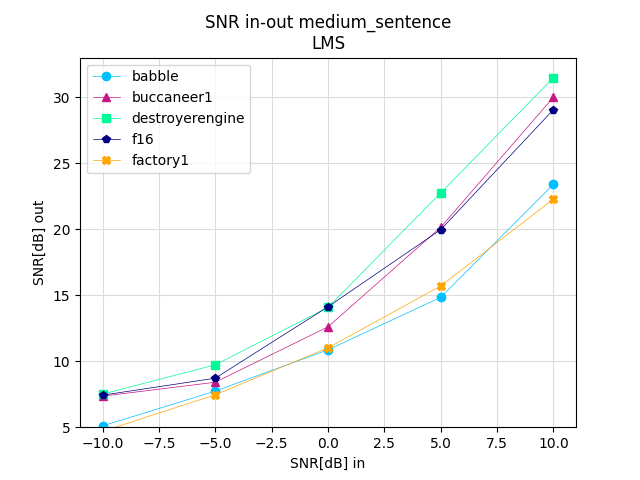 SNR in-out medium_sentence
LMS
babble
buccaneer1
destroyerengine
f16
factory1
SNR[dB] out
30
25
20
15
10
5
−10.0 −7.5 −5.0 −2.5 0.0 2.5 5.0 7.5 10.0
SNR[dB] in